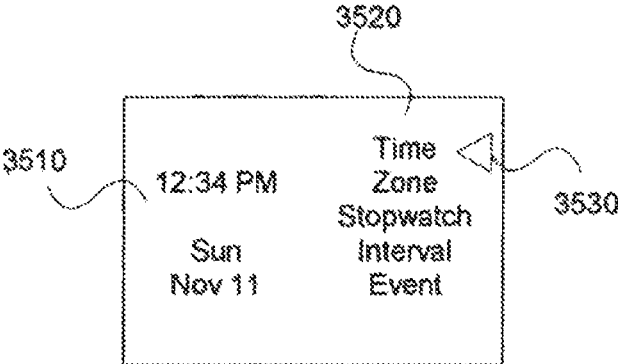 3520
3510
12:34 PM
Sun
Nov 11
Time
Zone
Stopwatch
Interval
Event
3530